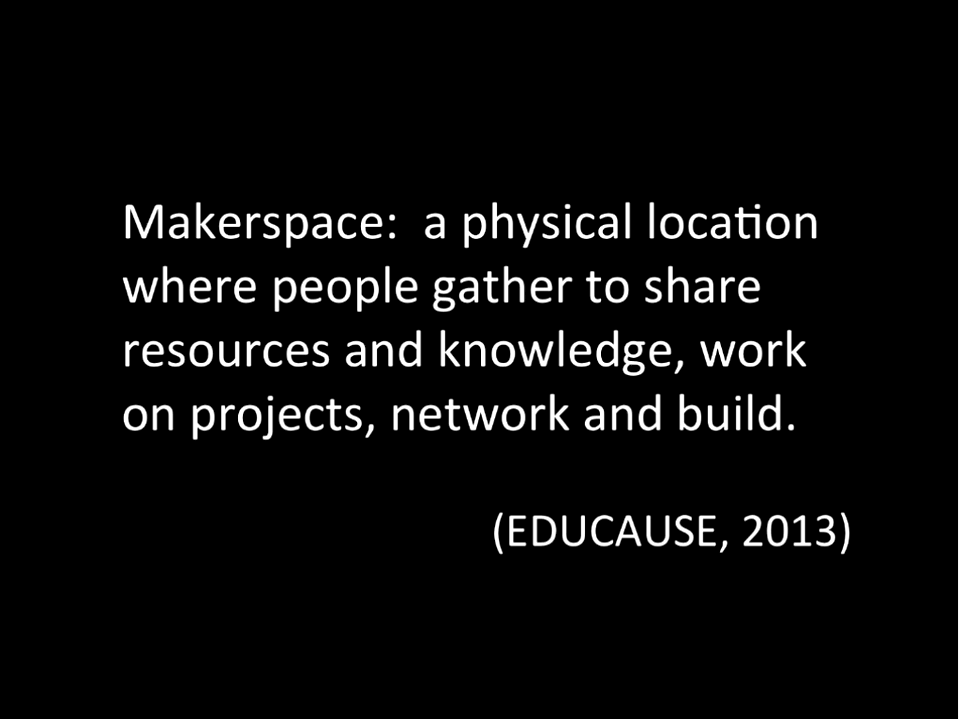 Makerspace:  a physical location
where people gather to share
resources and knowledge, work
on projects, network and build.
(EDUCAUSE, 2013)